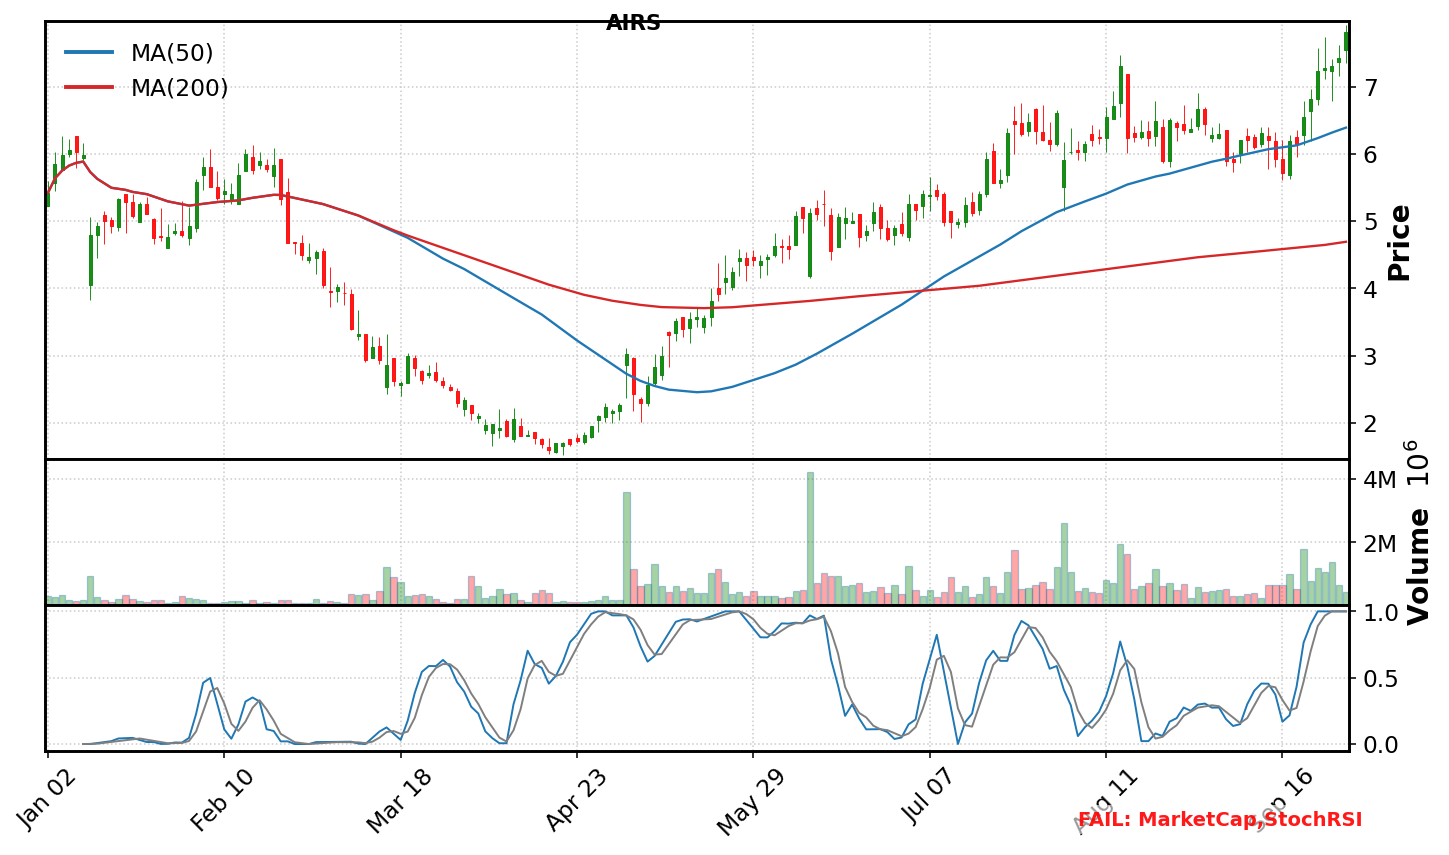 AIRS
MA(50)
MA(200)
7
6
5
4
3
2
Price
4M
2M
Volume 10⁶
1.0
0.5
0.0
Jan 02
Feb 10
Mar 18
Apr 23
May 29
Jul 07
Aug 11
Sep 16
FAIL: MarketCap,StochRSI